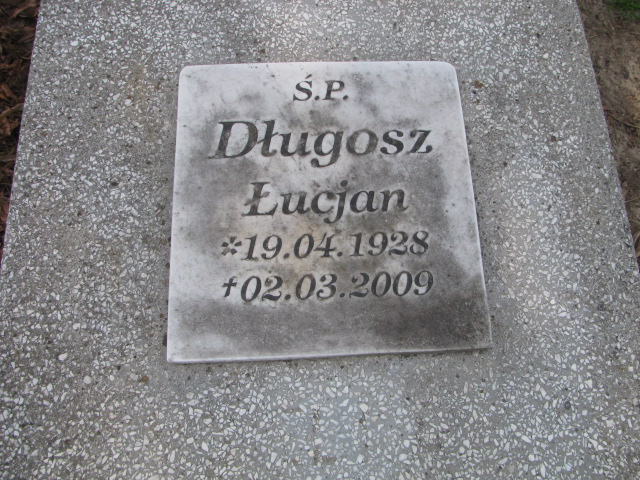 Ś.P.
Długosz
Łucjan
*19.04.1928
†02.03.2009